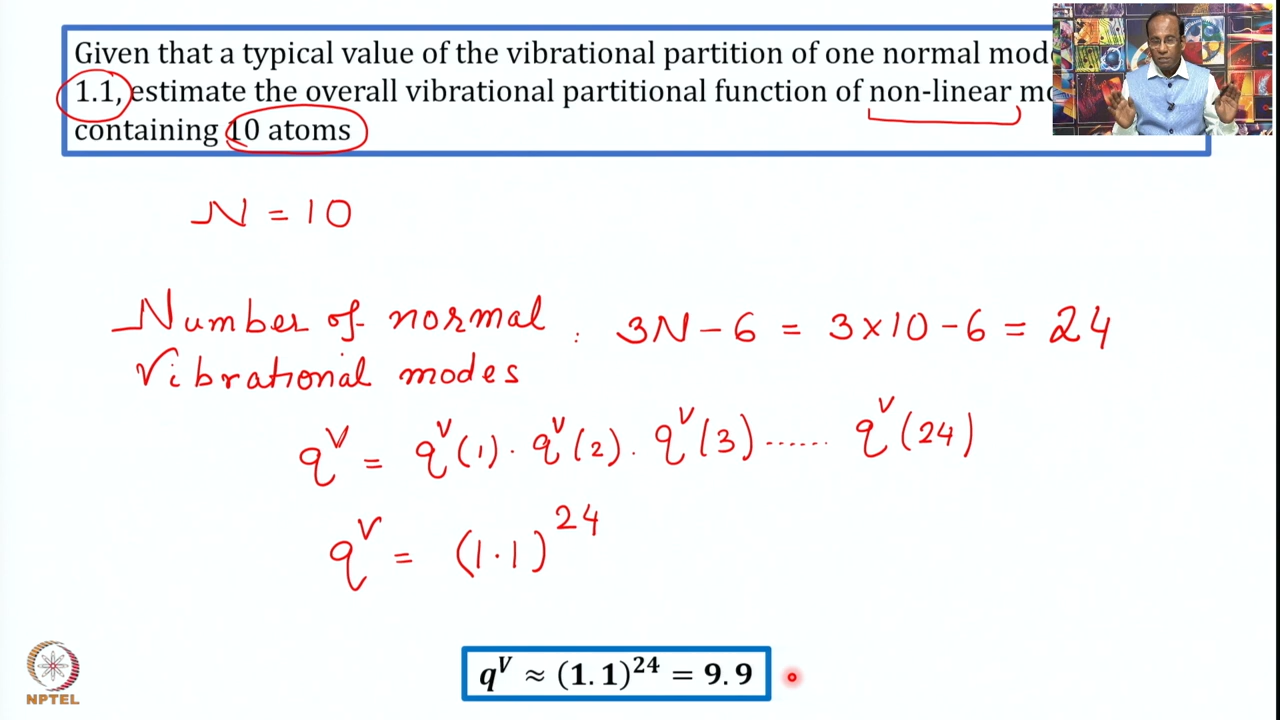 Given that a typical value of the vibrational partition of one normal mod
1.1, estimate the overall vibrational partitional function of non-linear mo
containing 10 atoms
N = 10
Number of normal
Vibrational modes : 3N - 6 = 3 × 10 - 6 = 24
q^V = q^V(1) . q^V(2) . q^V(3) ...... q^V(24)
q^V = (1.1)^24
q^V ≈ (1.1)^24 = 9.9
NPTEL